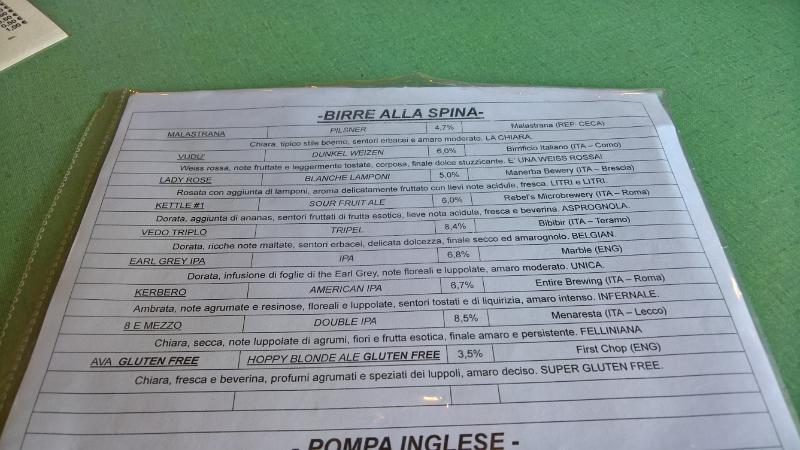 0,50 €
1,00 €
-BIRRE ALLA SPINA-
MALASTRANA PILSNER 4,7% Malastrana (REP. CECA)
Chiara, tipico stile boemo, sentori erbacei e amaro moderato. LA CHIARA.
VUDU' DUNKEL WEIZEN 6,0% Birrificio Italiano (ITA – Como)
Weiss rossa, note fruttate e leggermente tostate, corposa, finale dolce stuzzicante. E' UNA WEISS ROSSA!
LADY ROSE BLANCHE LAMPONI 5,0% Manerba Bewery (ITA – Brescia)
Rosata con aggiunta di lamponi, aroma delicatamente fruttato con lievi note acidule, fresca. LITRI e LITRI.
KETTLE #1 SOUR FRUIT ALE 6,0% Rebel's Microbrewery (ITA – Roma)
Dorata, aggiunta di ananas, sentori fruttati di frutta esotica, lieve nota acidula, fresca e beverina. ASPROGNOLA.
VEDO TRIPLO TRIPEL 8,4% Bibibir (ITA – Teramo)
Dorata, ricche note maltate, sentori erbacei, delicata dolcezza, finale secco ed amarognolo. BELGIAN.
EARL GREY IPA IPA 6,8% Marble (ENG)
Dorata, infusione di foglie di the Earl Grey, note floreali e luppolate, amaro moderato. UNICA.
KERBERO AMERICAN IPA 6,7% Entire Brewing (ITA – Roma)
Ambrata, note agrumate e resinose, floreali e luppolate, sentori tostati e di liquirizia, amaro intenso. INFERNALE.
8 E MEZZO DOUBLE IPA 8,5% Menaresta (ITA – Lecco)
Chiara, secca, note luppolate di agrumi, fiori e frutta esotica, finale amaro e persistente. FELLINIANA
AVA GLUTEN FREE HOPPY BLONDE ALE GLUTEN FREE 3,5% First Chop (ENG)
Chiara, fresca e beverina, profumi agrumati e speziati dei luppoli, amaro deciso. SUPER GLUTEN FREE.
- POMPA INGLESE -